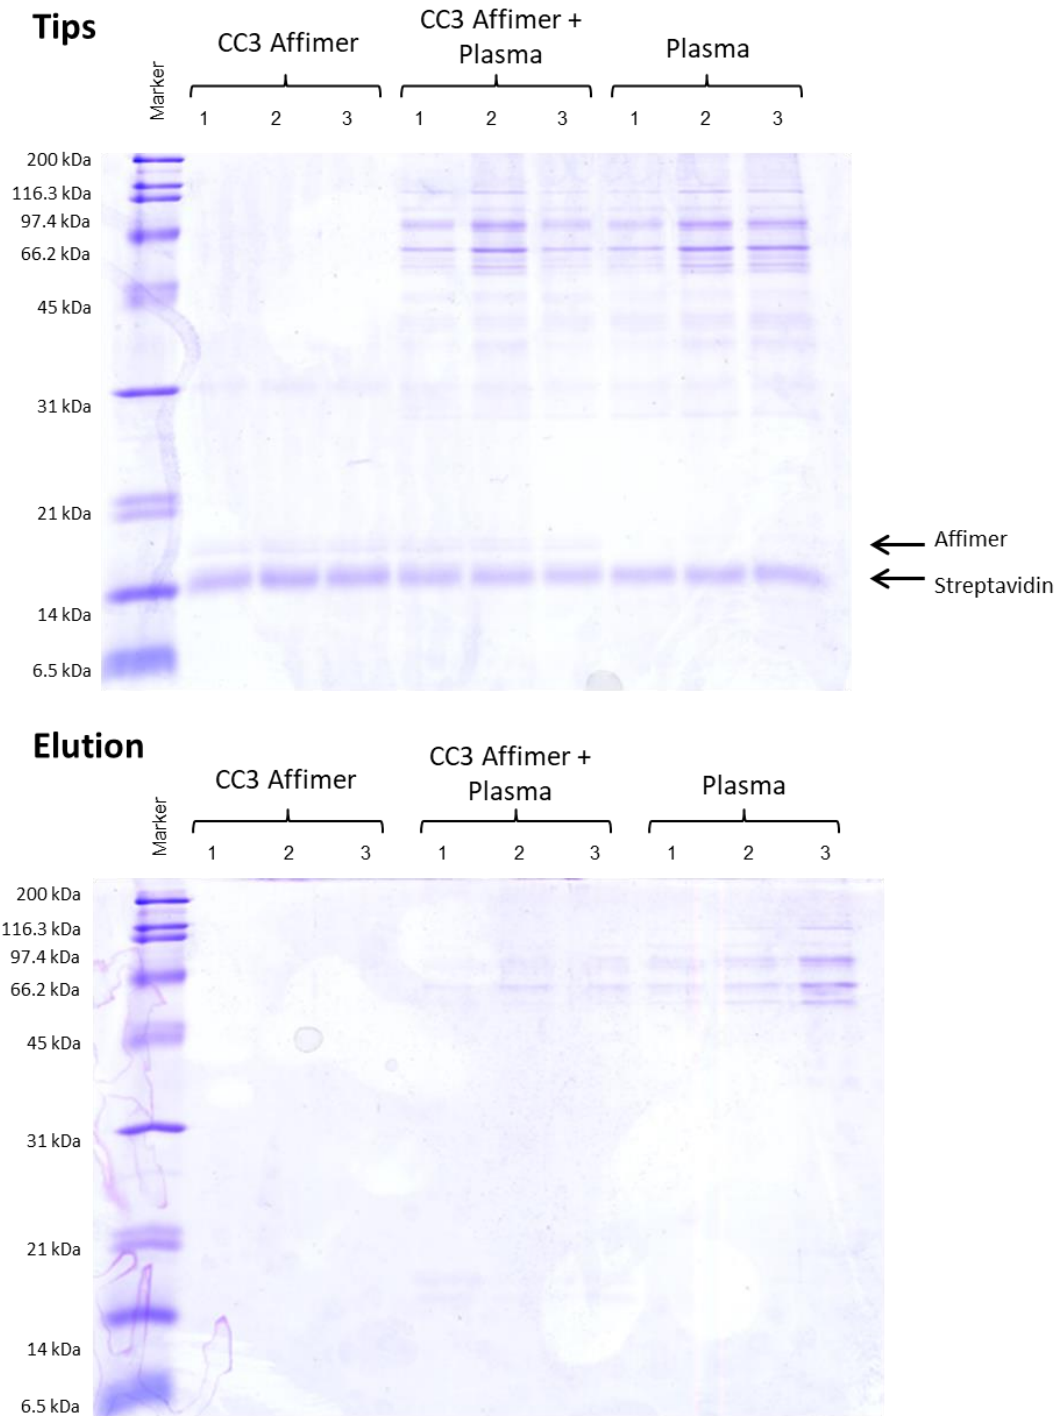 Tips
CC3 Affimer
CC3 Affimer +
Plasma
Plasma
Marker
1 2 3 1 2 3 1 2 3
200 kDa
116.3 kDa
97.4 kDa
66.2 kDa
45 kDa
31 kDa
21 kDa
14 kDa
6.5 kDa
Affimer
Streptavidin
Elution
CC3 Affimer
CC3 Affimer +
Plasma
Plasma
Marker
1 2 3 1 2 3 1 2 3
200 kDa
116.3 kDa
97.4 kDa
66.2 kDa
45 kDa
31 kDa
21 kDa
14 kDa
6.5 kDa